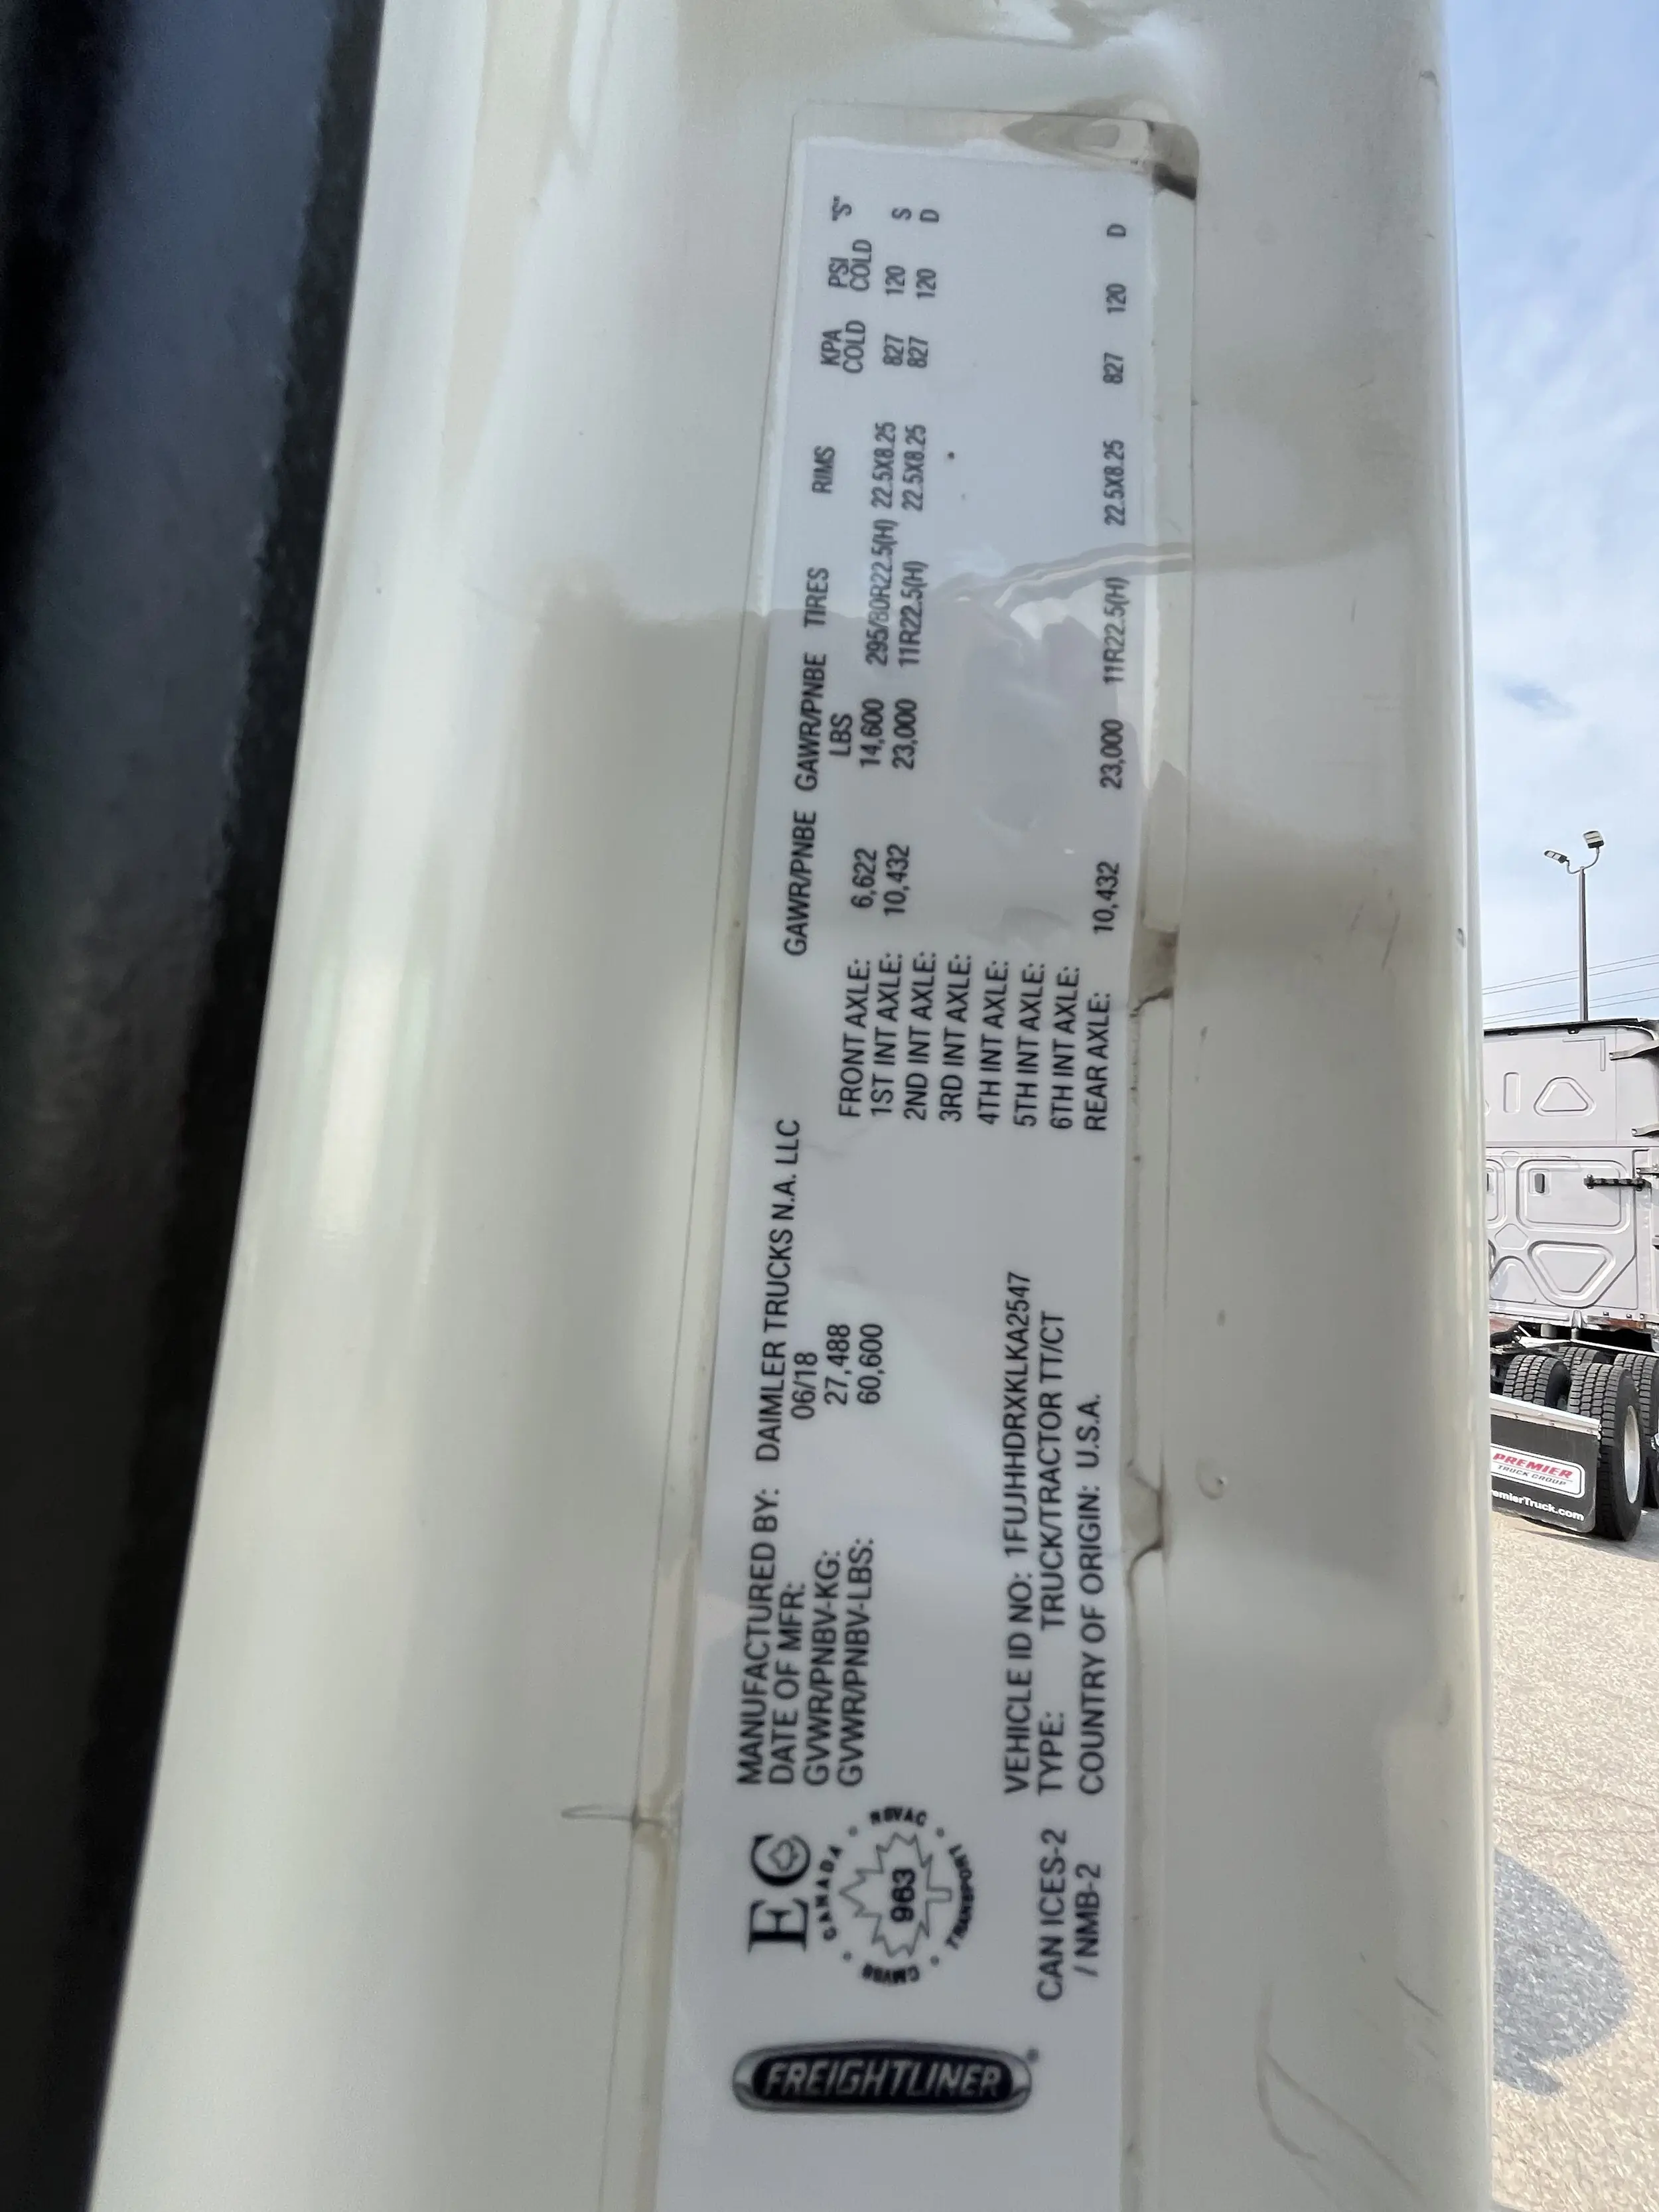 FREIGHTLINER
EC
CANADA
NSVAC
TRANSPORT
CMVSS
963
CAN ICES-2
/ NMB-2
MANUFACTURED BY: DAIMLER TRUCKS N.A. LLC
DATE OF MFR: 06/18
GVWR/PNBV-KG: 27,488
GVWR/PNBV-LBS: 60,600
VEHICLE ID NO: 1FUJHHDRXKLKA2547
TYPE: TRUCK/TRACTOR TT/CT
COUNTRY OF ORIGIN: U.S.A.
GAWR/PNBE GAWR/PNBE TIRES RIMS KPA PSI "S"
LBS COLD COLD
FRONT AXLE: 6,622 14,600 295/80R22.5(H) 22.5X8.25 827 120 S
1ST INT AXLE: 10,432 23,000 11R22.5(H) 22.5X8.25 827 120 D
2ND INT AXLE:
3RD INT AXLE:
4TH INT AXLE:
5TH INT AXLE:
6TH INT AXLE:
REAR AXLE: 10,432 23,000 11R22.5(H) 22.5X8.25 827 120 D
PREMIER
TRUCK GROUP
emierTruck.com